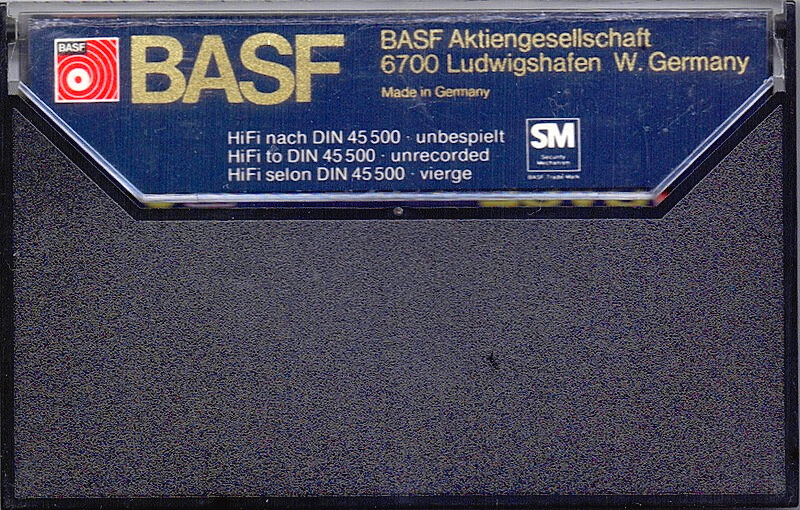 BASF
BASF
BASF Aktiengesellschaft
6700 Ludwigshafen W. Germany
Made in Germany
HiFi nach DIN 45 500 · unbespielt
HiFi to DIN 45 500 · unrecorded
HiFi selon DIN 45 500 · vierge
SM
Security
Mechanism
BASF Trade Mark